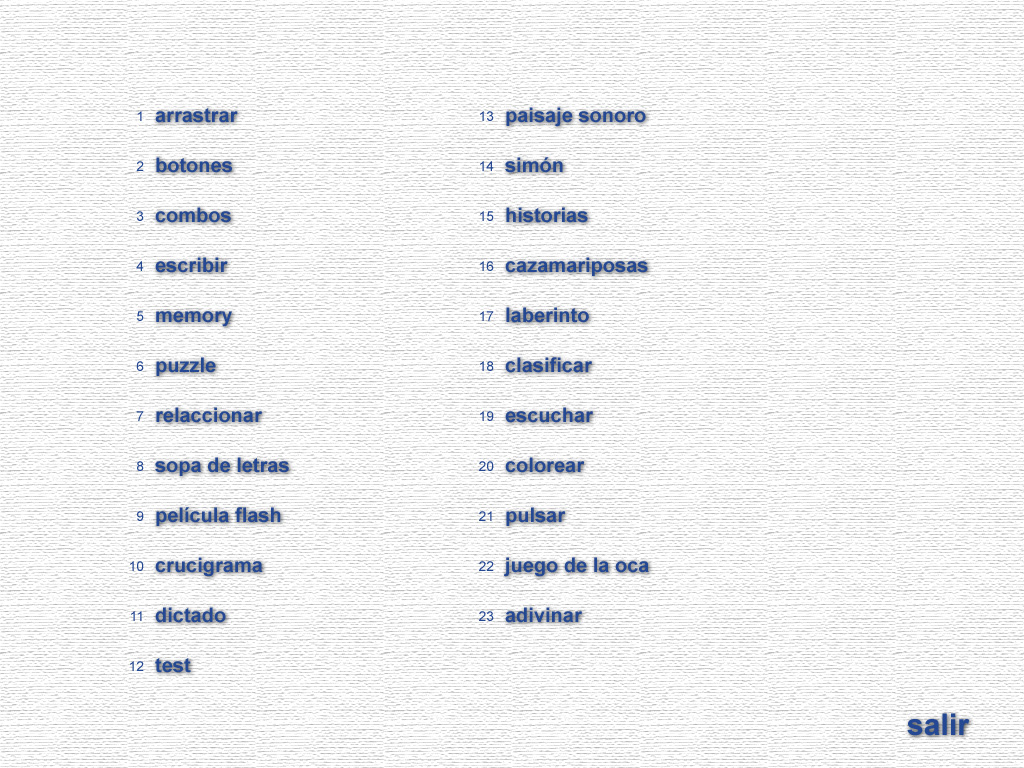 1 arrastrar
2 botones
3 combos
4 escribir
5 memory
6 puzzle
7 relaccionar
8 sopa de letras
9 película flash
10 crucigrama
11 dictado
12 test
13 paisaje sonoro
14 simón
15 historias
16 cazamariposas
17 laberinto
18 clasificar
19 escuchar
20 colorear
21 pulsar
22 juego de la oca
23 adivinar
salir